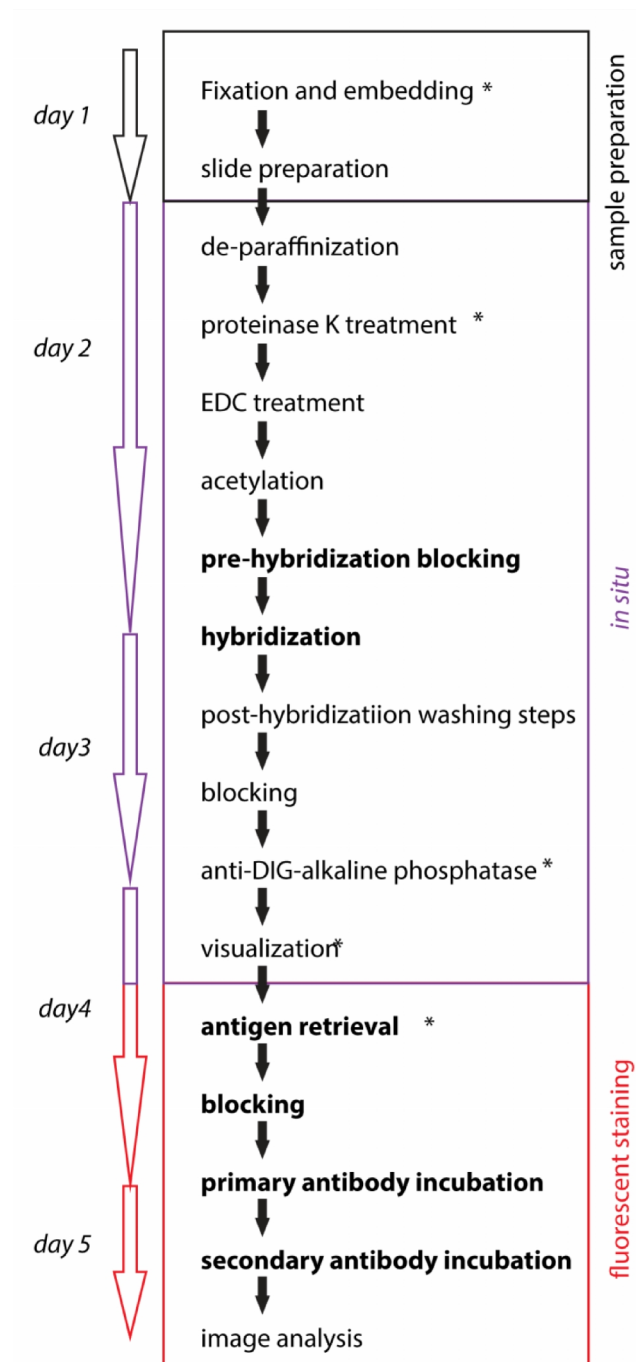 day 1
Fixation and embedding *
slide preparation
sample preparation
de-paraffinization
day 2
proteinase K treatment *
EDC treatment
acetylation
pre-hybridization blocking
in situ
hybridization
post-hybridizatiion washing steps
day3
blocking
anti-DIG-alkaline phosphatase *
visualization*
day4
antigen retrieval *
blocking
primary antibody incubation
fluorescent staining
day 5
secondary antibody incubation
image analysis